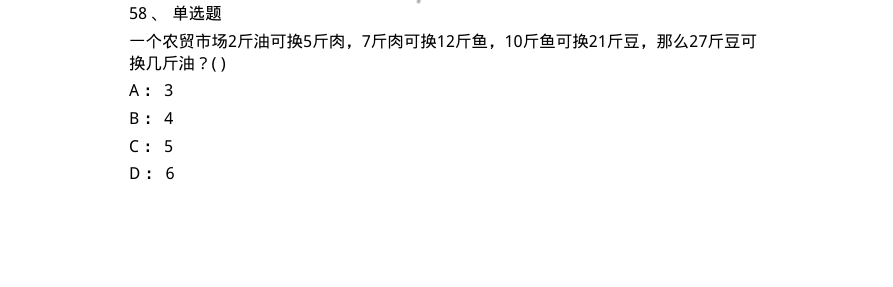 58 、 单选题
一个农贸市场2斤油可换5斤肉，7斤肉可换12斤鱼，10斤鱼可换21斤豆，那么27斤豆可
换几斤油？( )
A： 3
B： 4
C： 5
D： 6